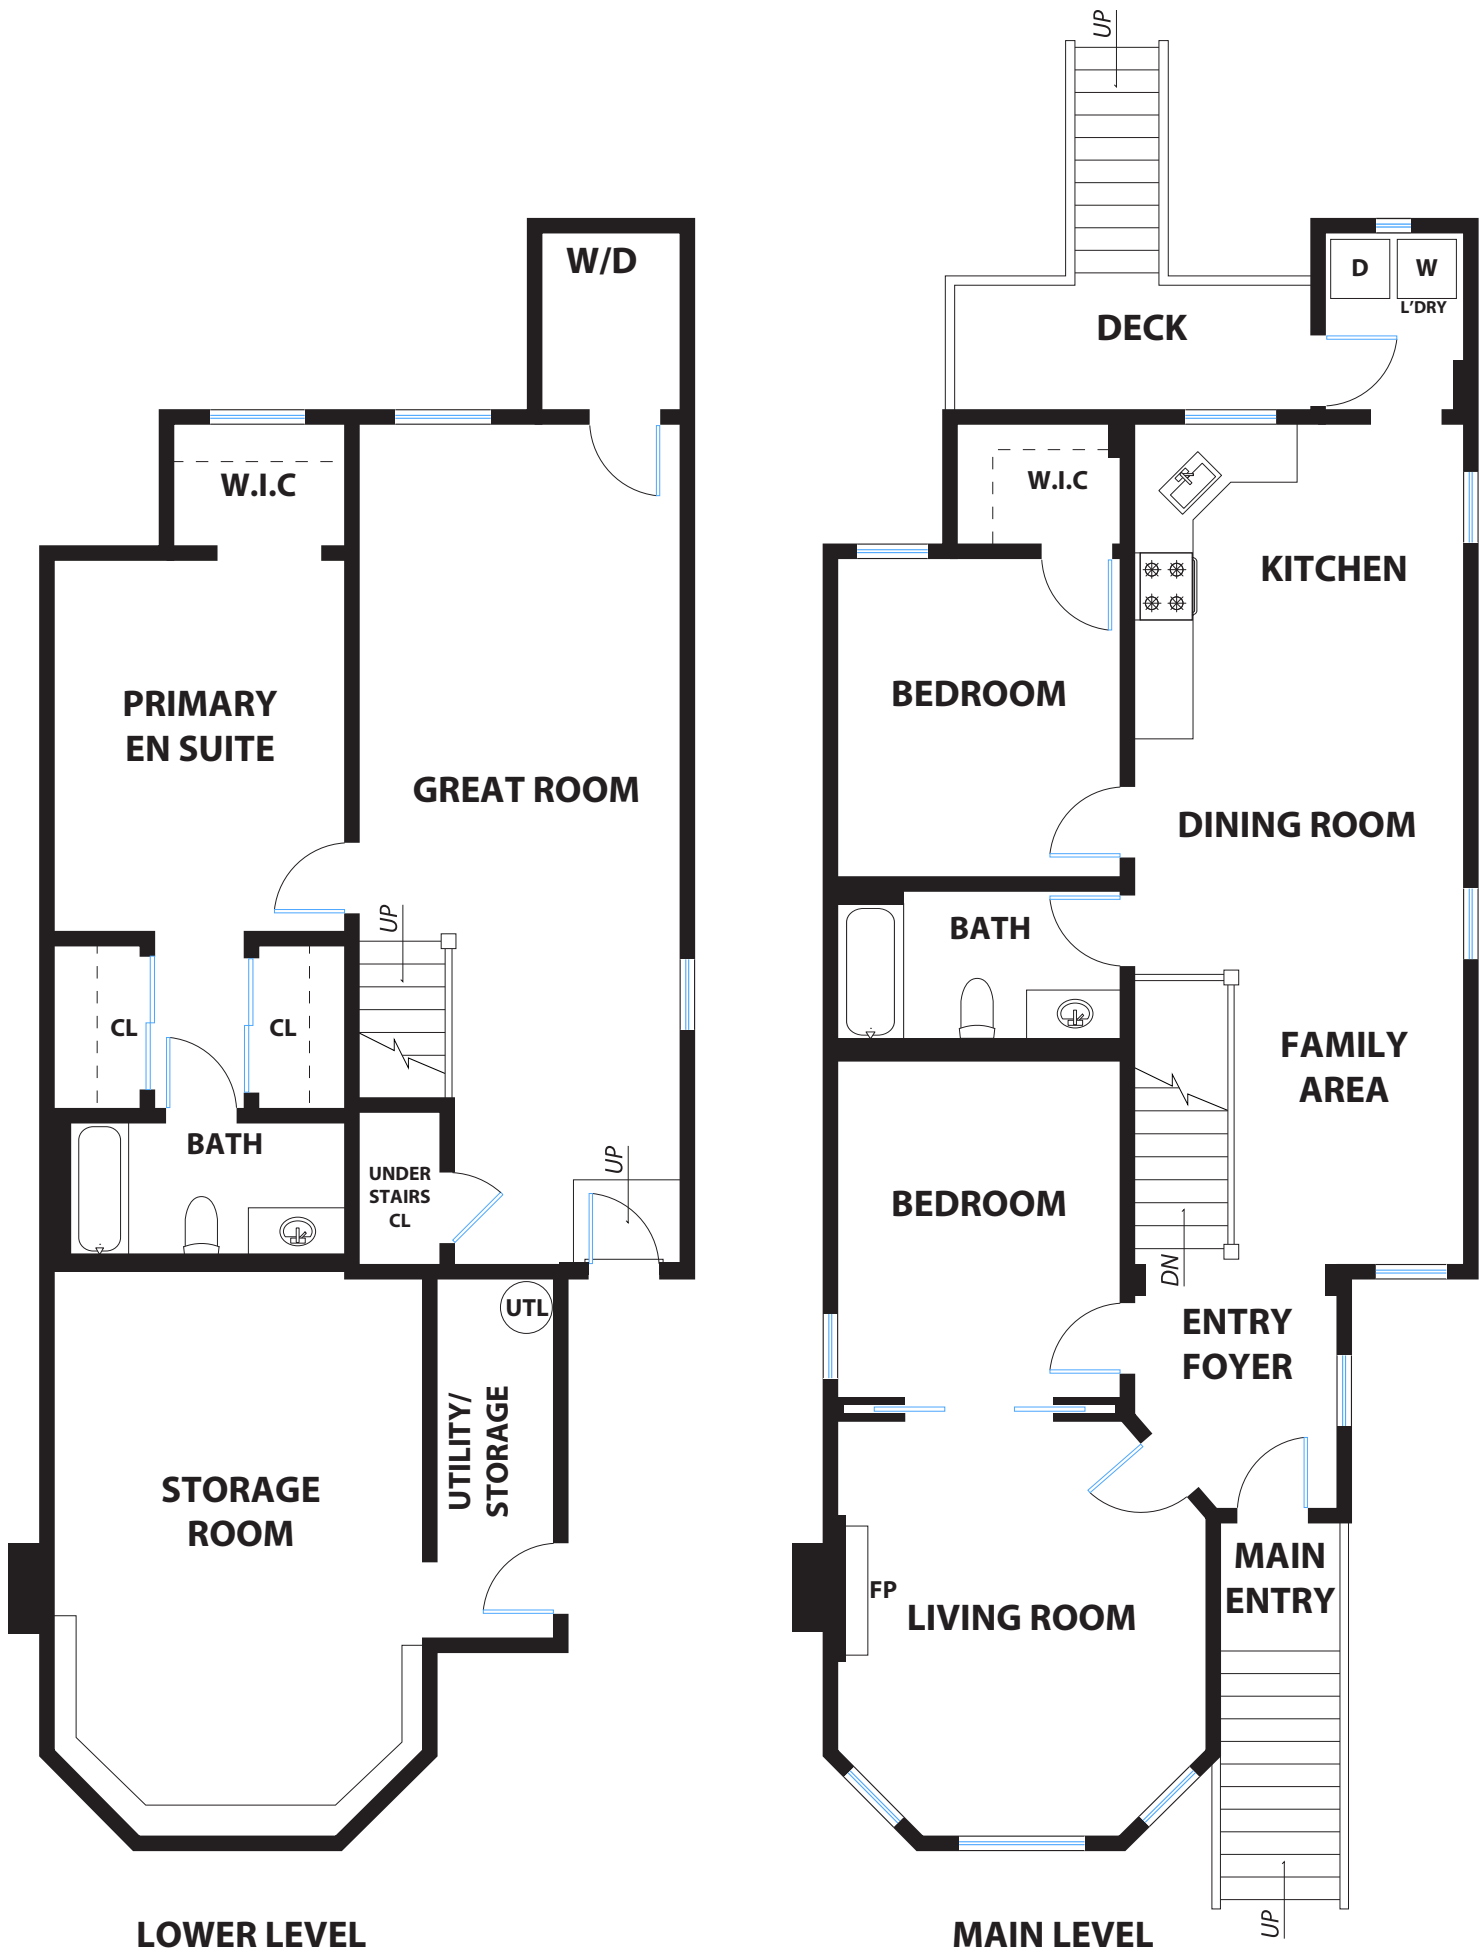 W/D
W.I.C
PRIMARY
EN SUITE
GREAT ROOM
UP
CL
CL
BATH
UNDER
STAIRS
CL
UP
UTL
UTILITY/
STORAGE
STORAGE
ROOM
LOWER LEVEL
UP
D
W
L'DRY
DECK
W.I.C
KITCHEN
BEDROOM
DINING ROOM
BATH
FAMILY
AREA
BEDROOM
DN
ENTRY
FOYER
MAIN
ENTRY
FP
LIVING ROOM
UP
MAIN LEVEL